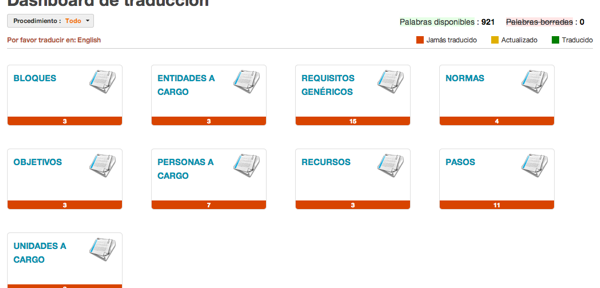 Dashboard de traducción
Procedimiento : Todo
Palabras disponibles : 921 Palabras borradas : 0
Por favor traducir en: English
Jamás traducido Actualizado Traducido
BLOQUES
3
ENTIDADES A
CARGO
3
REQUISITOS
GENÉRICOS
15
NORMAS
4
OBJETIVOS
3
PERSONAS A
CARGO
7
RECURSOS
3
PASOS
11
UNIDADES A
CARGO